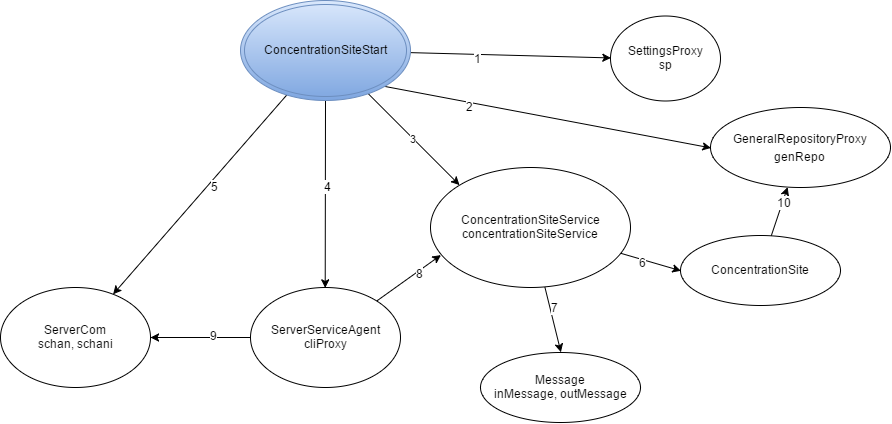 ConcentrationSiteStart
SettingsProxy
sp
1
2
GeneralRepositoryProxy
genRepo
3
5
4
10
ConcentrationSiteService
concentrationSiteService
6
ConcentrationSite
8
7
ServerCom
schan, schani
9
ServerServiceAgent
cliProxy
Message
inMessage, outMessage